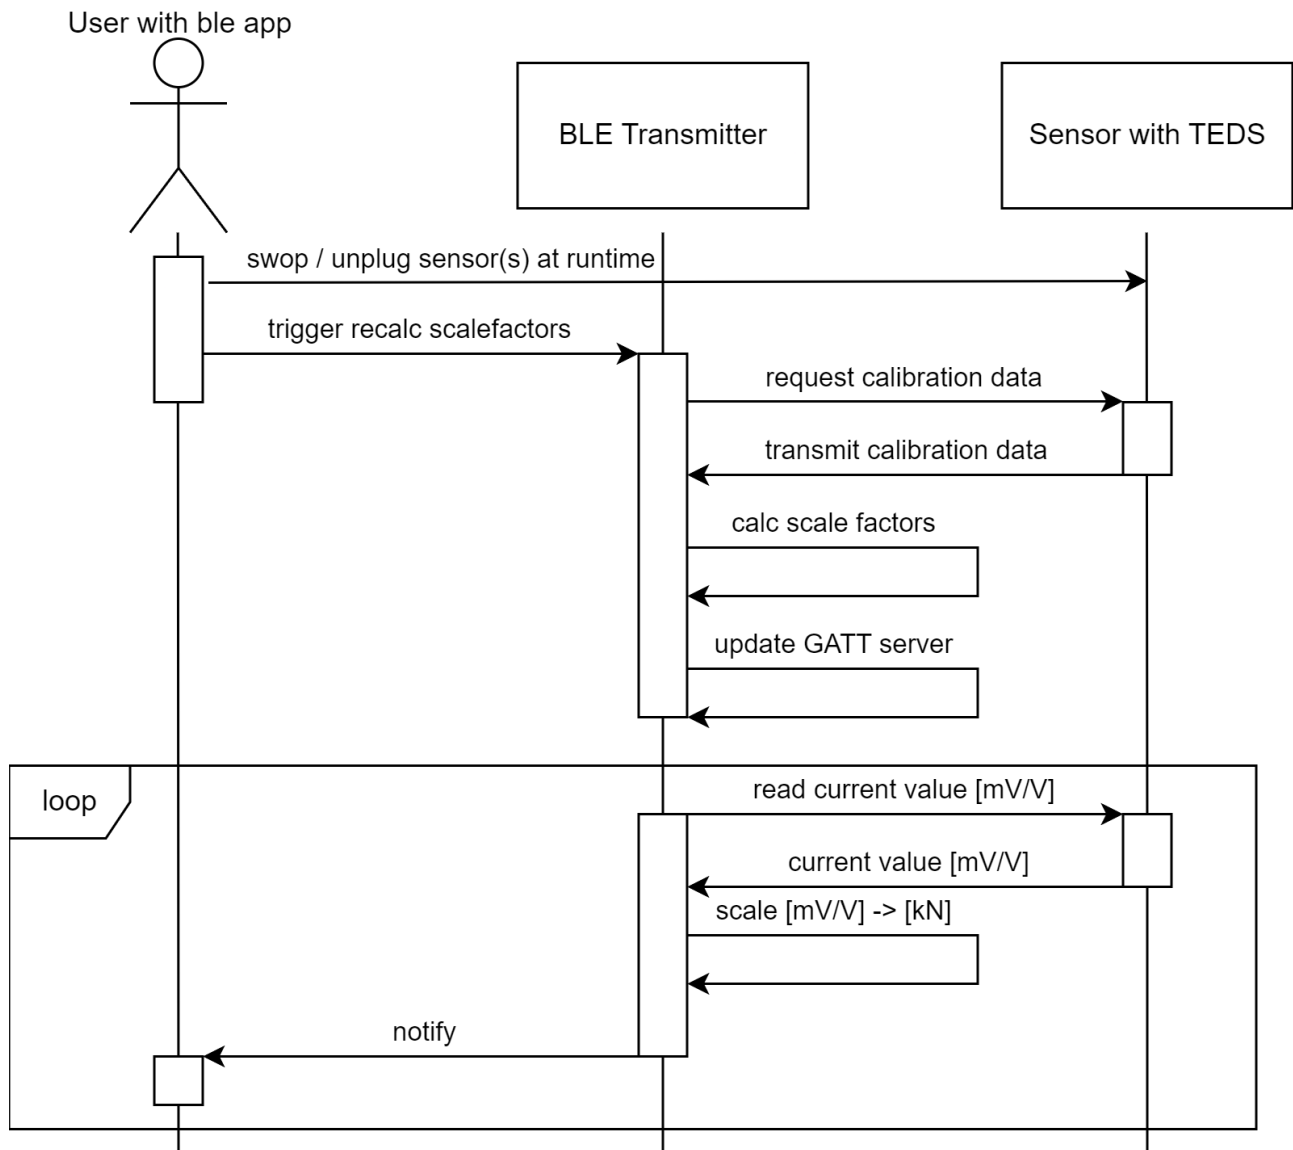 User with ble app
BLE Transmitter
Sensor with TEDS
swop / unplug sensor(s) at runtime
trigger recalc scalefactors
request calibration data
transmit calibration data
calc scale factors
update GATT server
loop
read current value [mV/V]
current value [mV/V]
scale [mV/V] -> [kN]
notify